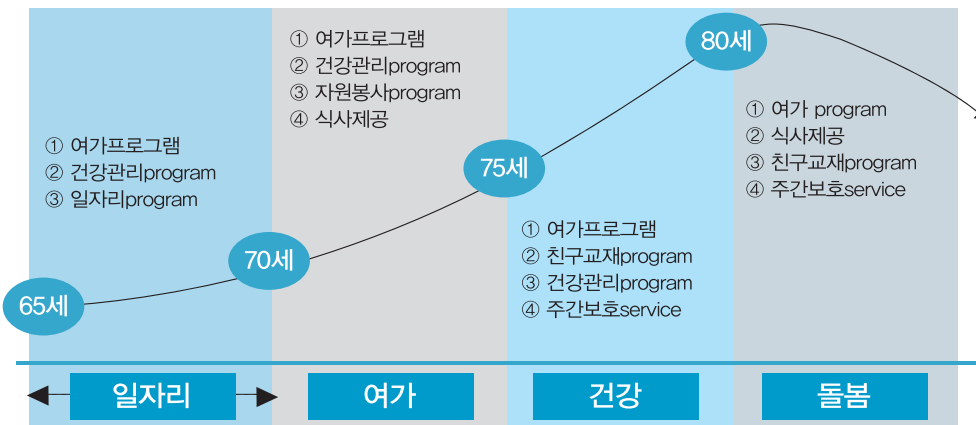 65세
① 여가프로그램
② 건강관리program
③ 일자리program
70세
① 여가프로그램
② 건강관리program
③ 자원봉사program
④ 식사제공
75세
① 여가프로그램
② 친구교재program
③ 건강관리program
④ 주간보호service
80세
① 여가 program
② 식사제공
③ 친구교재program
④ 주간보호service
일자리
여가
건강
돌봄